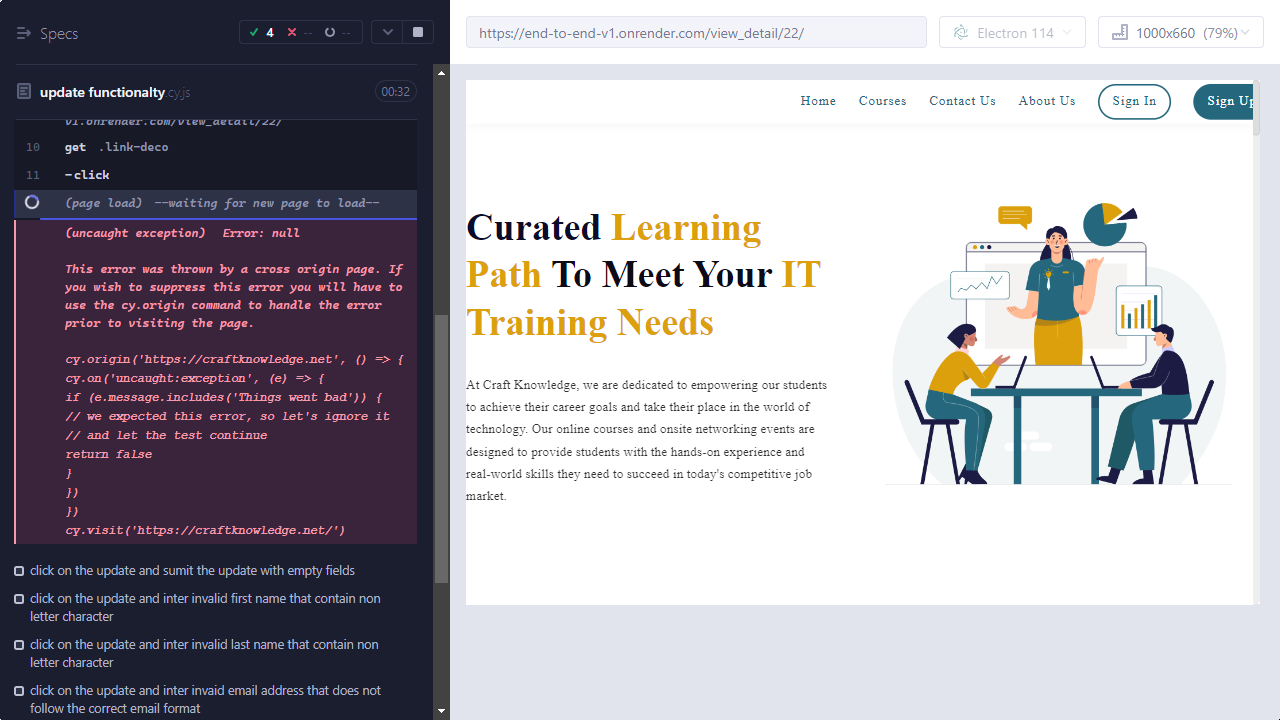 Specs
4
--
--
update functionalty.cy.js
00:32
v1.onrender.com/view_detail/22/
10 get .link-deco
11 -click
(page load) --waiting for new page to load--
(uncaught exception) Error: null
This error was thrown by a cross origin page. If
you wish to suppress this error you will have to
use the cy.origin command to handle the error
prior to visiting the page.
cy.origin('https://craftknowledge.net', () => {
cy.on('uncaught:exception', (e) => {
if (e.message.includes('Things went bad')) {
// we expected this error, so let's ignore it
// and let the test continue
return false
}
})
})
cy.visit('https://craftknowledge.net/')
click on the update and sumit the update with empty fields
click on the update and inter invalid first name that contain non
letter character
click on the update and inter invalid last name that contain non
letter character
click on the update and inter invaid email address that does not
follow the correct email format
https://end-to-end-v1.onrender.com/view_detail/22/
Electron 114
1000x660 (79%)
Home Courses Contact Us About Us Sign In Sign Up
Curated Learning
Path To Meet Your IT
Training Needs
At Craft Knowledge, we are dedicated to empowering our students
to achieve their career goals and take their place in the world of
technology. Our online courses and onsite networking events are
designed to provide students with the hands-on experience and
real-world skills they need to succeed in today's competitive job
market.